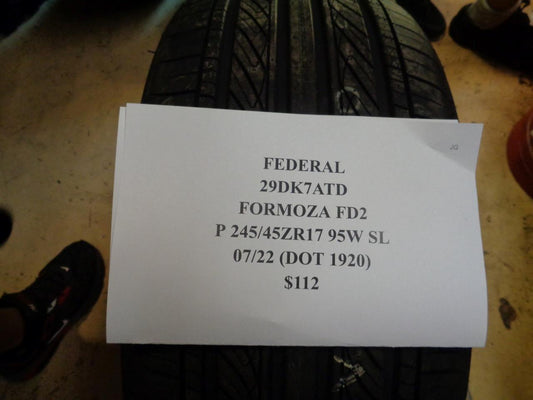 FEDERAL
29DK7ATD
FORMOZA FD2
P 245/45ZR17 95W SL
07/22 (DOT 1920)
$112